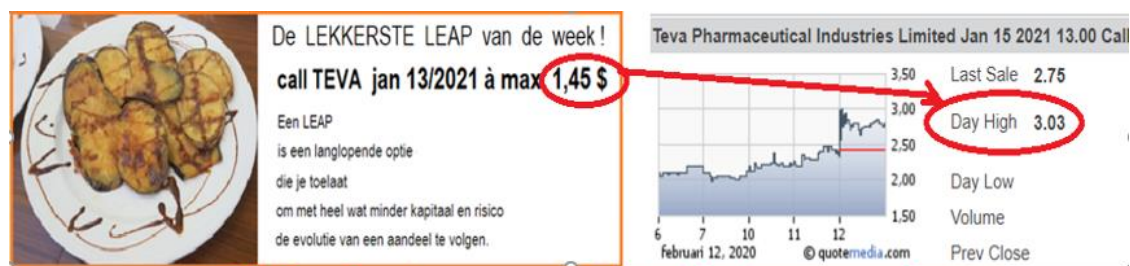 De LEKKERSTE LEAP van de week!
call TEVA jan 13/2021 à max 1,45 $
Een LEAP
is een langlopende optie
die je toelaat
om met heel wat minder kapitaal en risico
de evolutie van een aandeel te volgen.
Teva Pharmaceutical Industries Limited Jan 15 2021 13.00 Call
3,50
3,00
2,50
2,00
1,50
6 7 10 11 12
februari 12, 2020 © quotemedia.com
Last Sale 2.75
Day High 3.03
Day Low
Volume
Prev Close